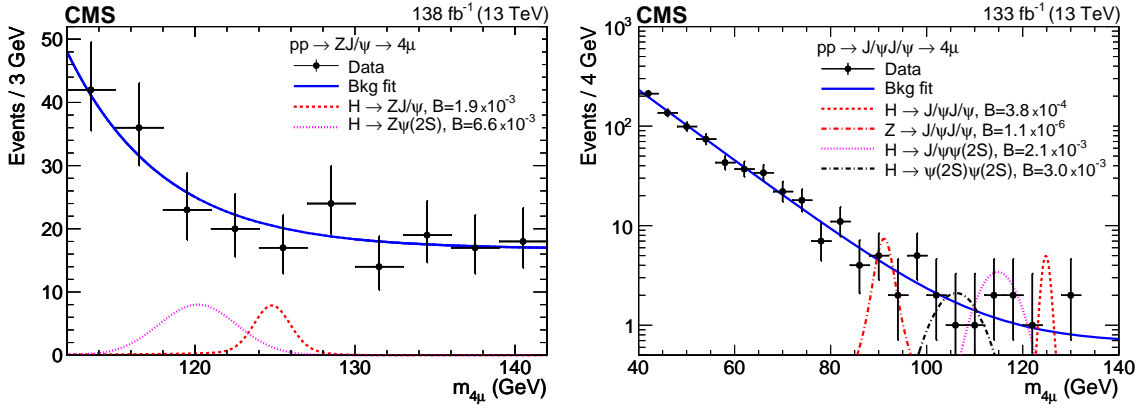 CMS 138 fb⁻¹ (13 TeV)
pp → ZJ/ψ → 4μ
Data
Bkg fit
H → ZJ/ψ, B=1.9×10⁻³
H → Zψ(2S), B=6.6×10⁻³
Events / 3 GeV
50
40
30
20
10
0
120 130 140
m4μ (GeV)
CMS 133 fb⁻¹ (13 TeV)
pp → J/ψJ/ψ → 4μ
Data
Bkg fit
H → J/ψJ/ψ, B=3.8×10⁻⁴
Z → J/ψJ/ψ, B=1.1×10⁻⁶
H → J/ψψ(2S), B=2.1×10⁻³
H → ψ(2S)ψ(2S), B=3.0×10⁻³
Events / 4 GeV
10³
10²
10
1
40 60 80 100 120 140
m4μ (GeV)